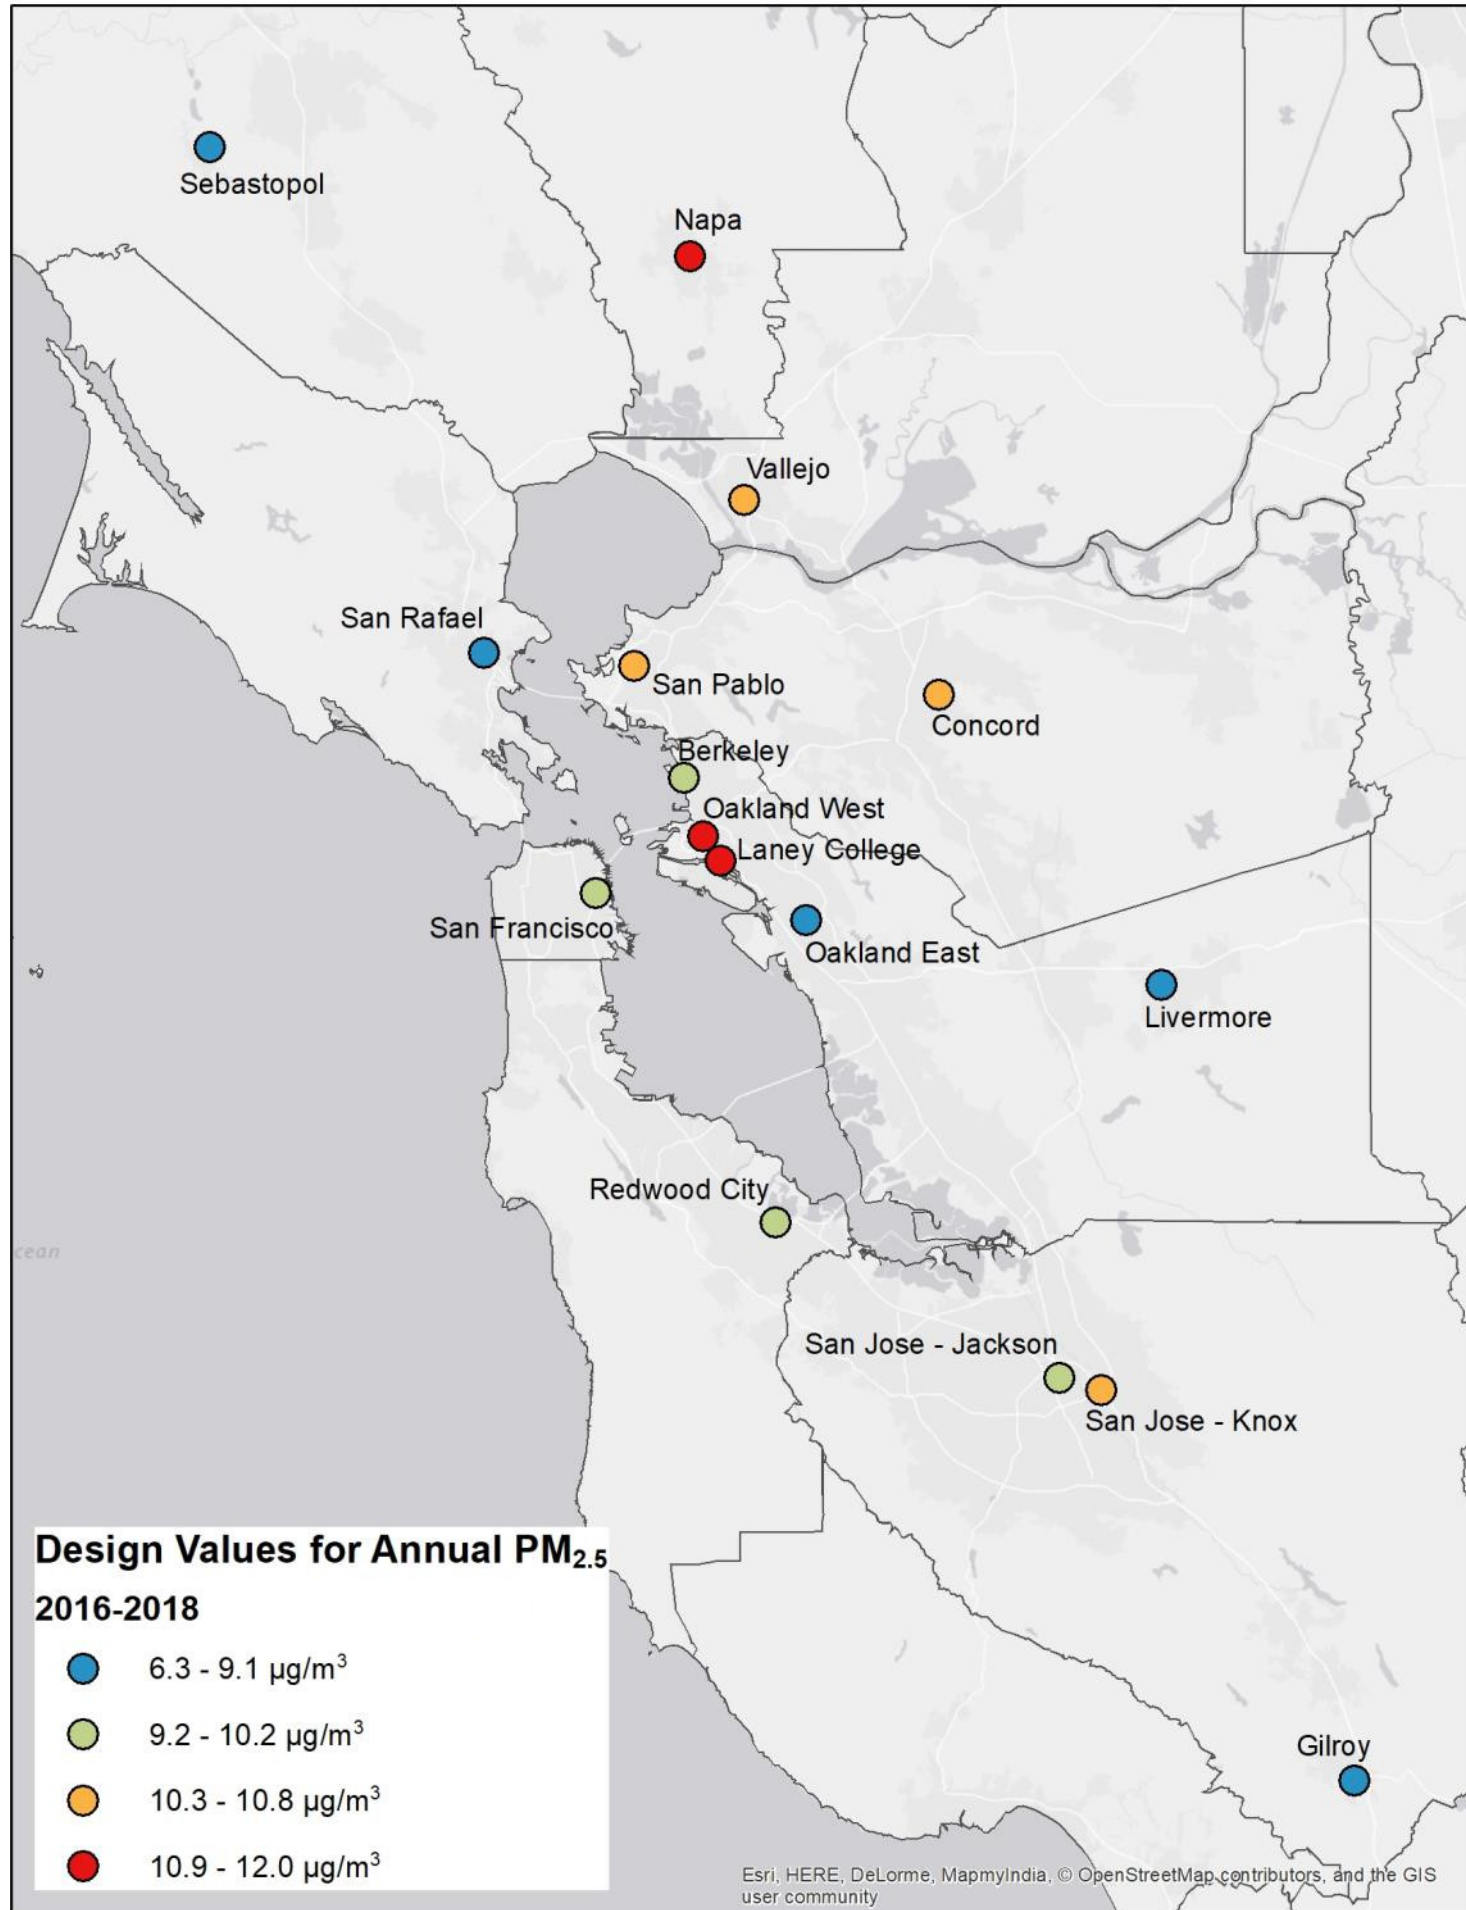 Sebastopol
Napa
Vallejo
San Rafael
San Pablo
Concord
Berkeley
Oakland West
Laney College
San Francisco
Oakland East
Livermore
Redwood City
cean
San Jose - Jackson
San Jose - Knox
Design Values for Annual PM₂.₅
2016-2018
6.3 - 9.1 µg/m³
9.2 - 10.2 µg/m³
10.3 - 10.8 µg/m³
10.9 - 12.0 µg/m³
Gilroy
Esri, HERE, DeLorme, MapmyIndia, © OpenStreetMap contributors, and the GIS
user community